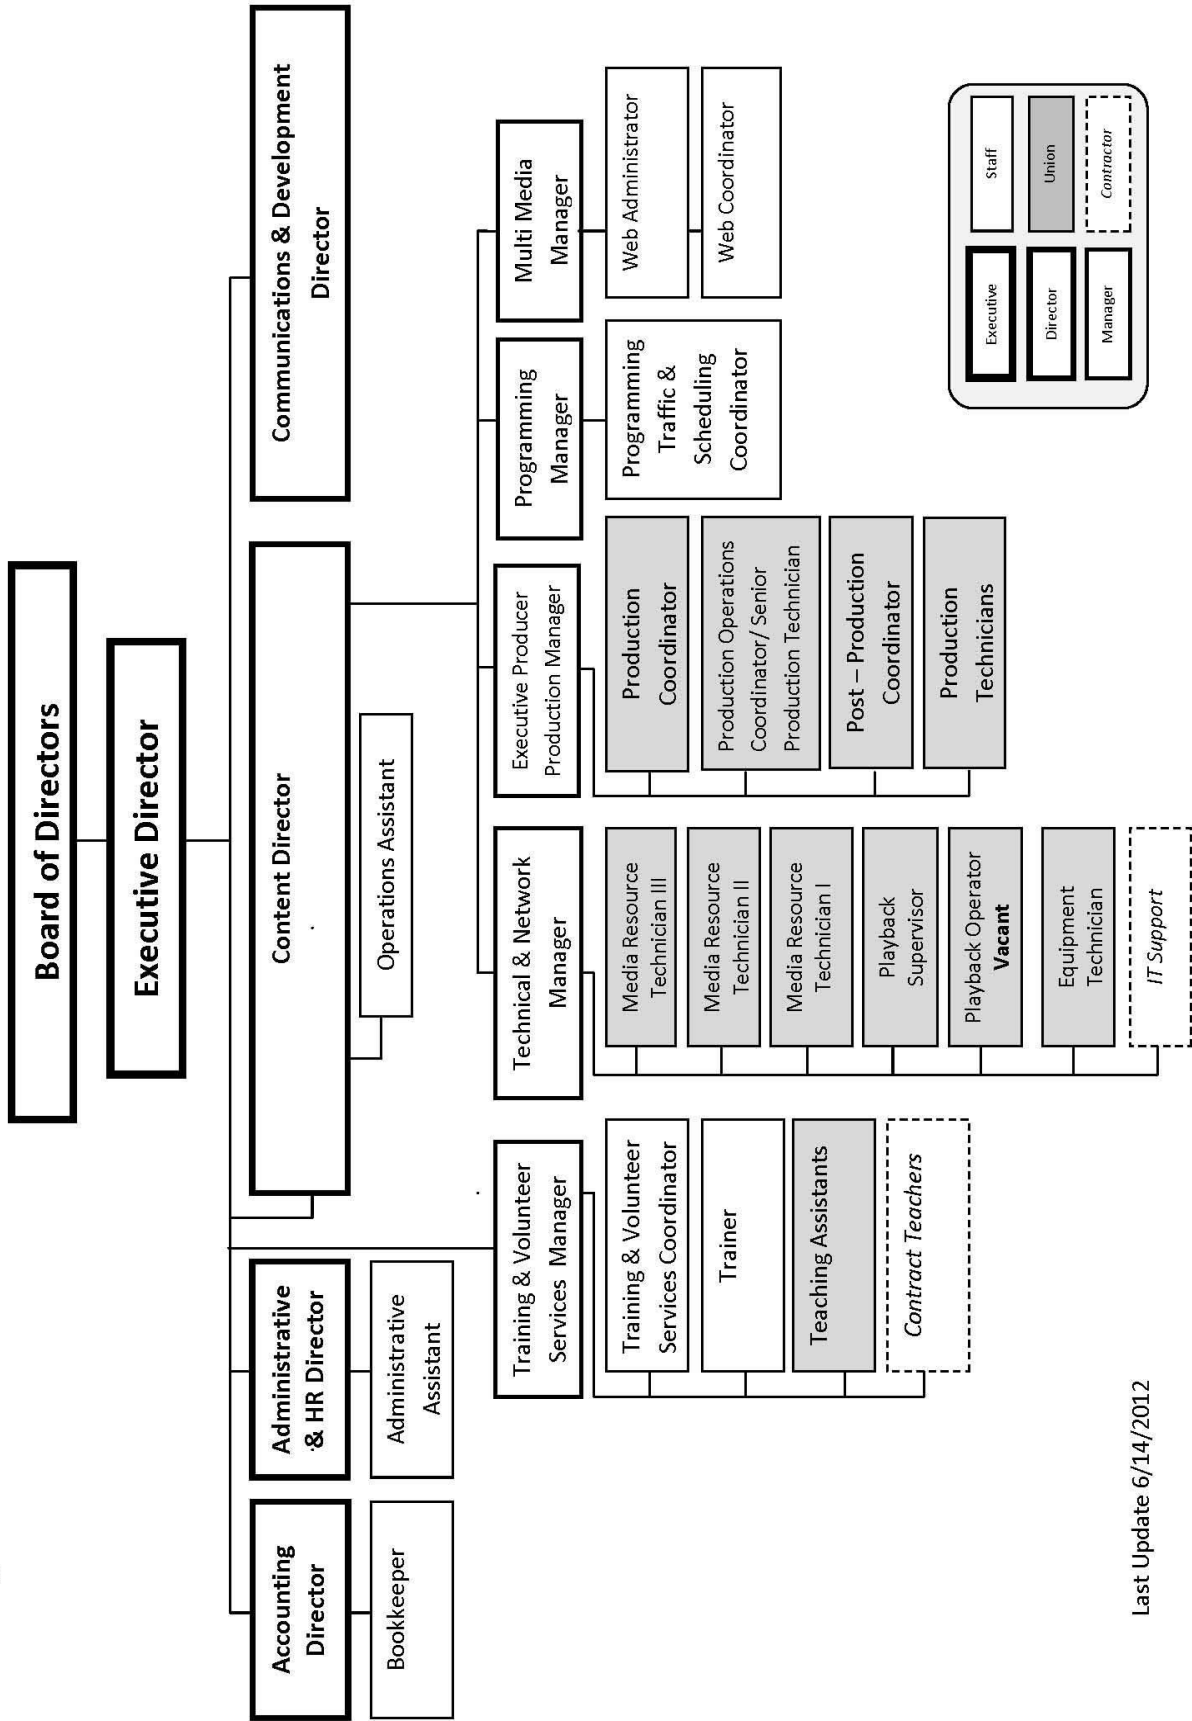 Board of Directors
Executive Director
Accounting
Director
Administrative
& HR Director
Content Director
Communications & Development
Director
Bookkeeper
Administrative
Assistant
Operations Assistant
Training & Volunteer
Services Manager
Technical & Network
Manager
Executive Producer
Production Manager
Programming
Manager
Multi Media
Manager
Training & Volunteer
Services Coordinator
Trainer
Teaching Assistants
Contract Teachers
Media Resource
Technician III
Media Resource
Technician II
Media Resource
Technician I
Playback
Supervisor
Playback Operator
Vacant
Equipment
Technician
IT Support
Production
Coordinator
Production Operations
Coordinator/ Senior
Production Technician
Post – Production
Coordinator
Production
Technicians
Programming
Traffic &
Scheduling
Coordinator
Web Administrator
Web Coordinator
Executive
Staff
Director
Union
Manager
Contractor
Last Update 6/14/2012